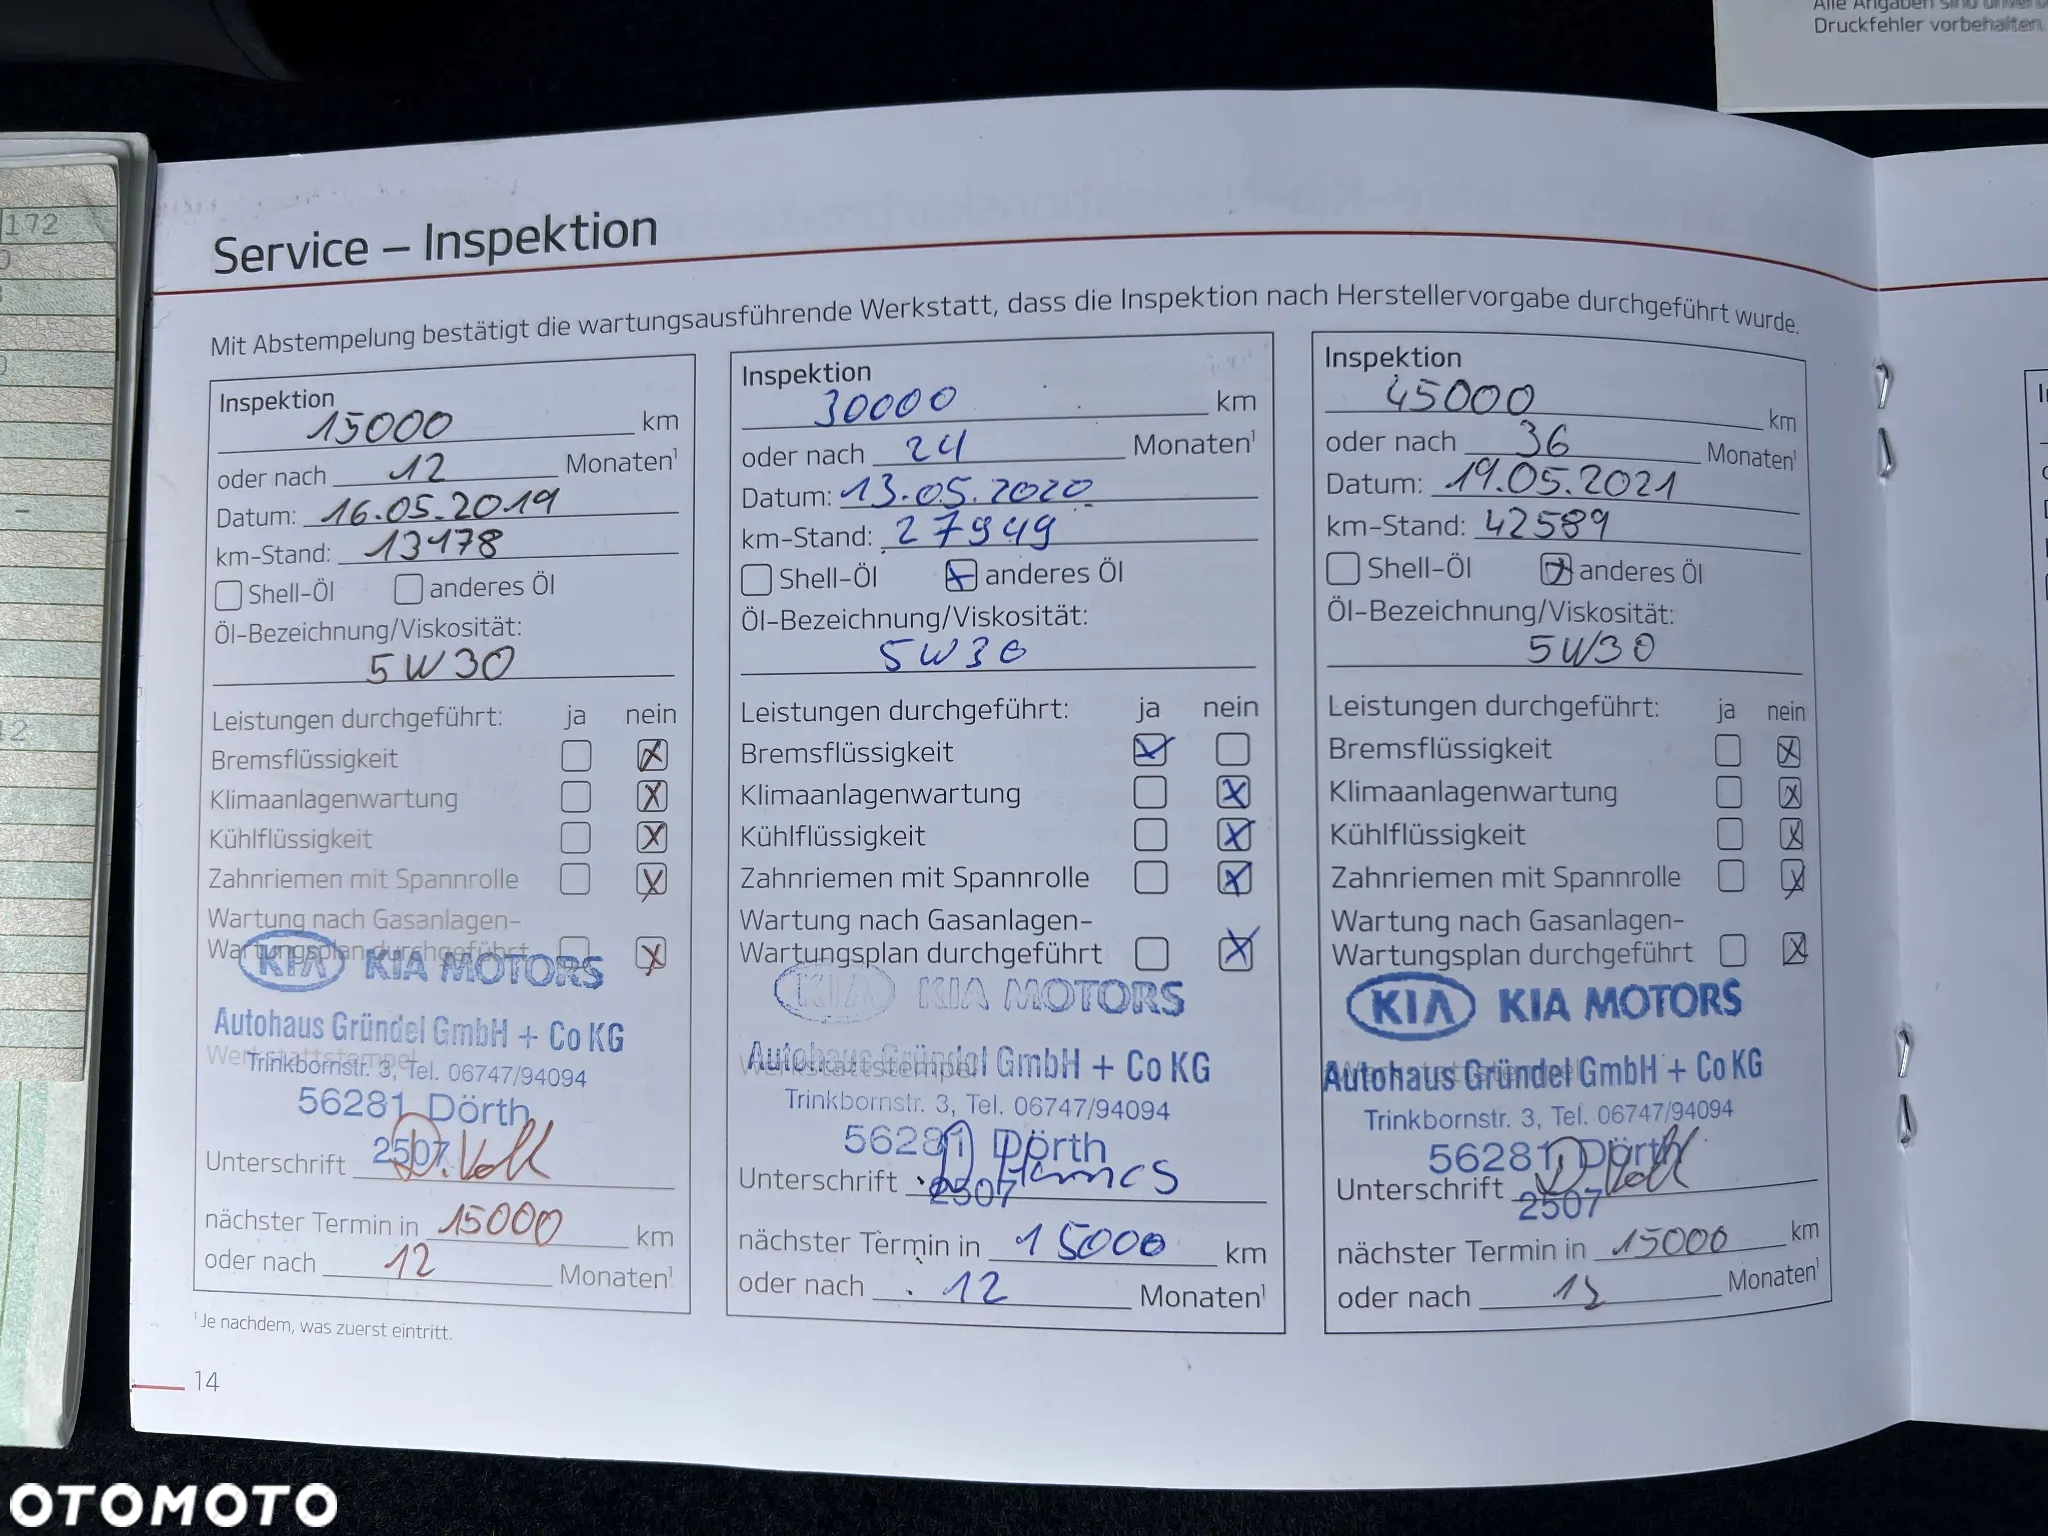 Alle Angaben sind
Druckfehler vorbehalten.
172
Service – Inspektion
Mit Abstempelung bestätigt die wartungsausführende Werkstatt, dass die Inspektion nach Herstellervorgabe durchgeführt wurde.
Inspektion
15000 km
oder nach 12 Monaten¹
Datum: 16.05.2019
km-Stand: 13178
Shell-Öl anderes Öl
Öl-Bezeichnung/Viskosität:
5W30
Leistungen durchgeführt: ja nein
Bremsflüssigkeit
Klimaanlagenwartung
Kühlflüssigkeit
Zahnriemen mit Spannrolle
Wartung nach Gasanlagen-
Wartungsplan durchgeführt
KIA KIA MOTORS
Autohaus Gründel GmbH + Co KG
Werkstattstempel
Trinkbornstr. 3, Tel. 06747/94094
56281 Dörth
2507
Unterschrift
nächster Termin in 15000 km
oder nach 12 Monaten¹
Inspektion
30000 km
oder nach 24 Monaten¹
Datum: 13.05.2020
km-Stand: 27949
Shell-Öl anderes Öl
Öl-Bezeichnung/Viskosität:
5W30
Leistungen durchgeführt: ja nein
Bremsflüssigkeit
Klimaanlagenwartung
Kühlflüssigkeit
Zahnriemen mit Spannrolle
Wartung nach Gasanlagen-
Wartungsplan durchgeführt
KIA KIA MOTORS
Autohaus Gründel GmbH + Co KG
Werkstattstempel
Trinkbornstr. 3, Tel. 06747/94094
56281 Dörth
Unterschrift
2507
nächster Termin in 15000 km
oder nach 12 Monaten¹
Inspektion
45000 km
oder nach 36 Monaten¹
Datum: 19.05.2021
km-Stand: 42589
Shell-Öl anderes Öl
Öl-Bezeichnung/Viskosität:
5W30
Leistungen durchgeführt: ja nein
Bremsflüssigkeit
Klimaanlagenwartung
Kühlflüssigkeit
Zahnriemen mit Spannrolle
Wartung nach Gasanlagen-
Wartungsplan durchgeführt
KIA KIA MOTORS
Autohaus Gründel GmbH + Co KG
Trinkbornstr. 3, Tel. 06747/94094
56281 Dörth
Unterschrift
2507
nächster Termin in 15000 km
oder nach 12 Monaten¹
¹Je nachdem, was zuerst eintritt.
14
OTOMOTO